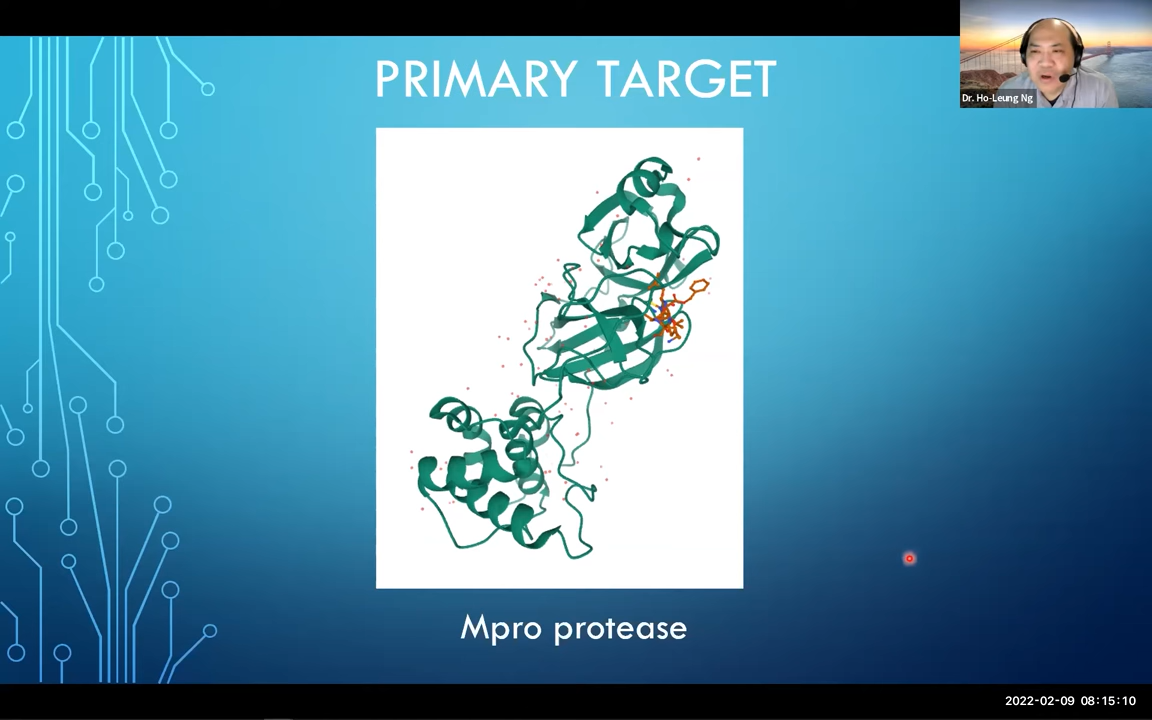 PRIMARY TARGET
Dr. Ho-Leung Ng
Mpro protease
2022-02-09 08:15:10